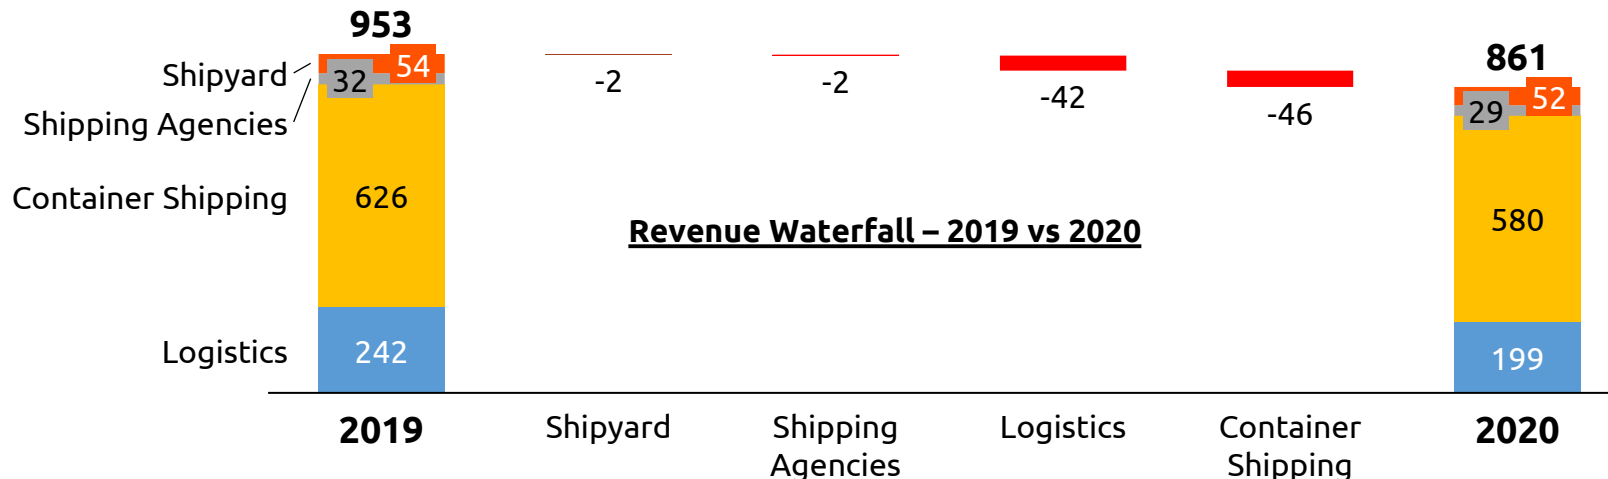 953
861
Shipyard
54
32
-2
-2
-42
-46
52
29
Shipping Agencies
Container Shipping
626
580
Revenue Waterfall – 2019 vs 2020
Logistics
242
199
2019
Shipyard
Shipping
Agencies
Logistics
Container
Shipping
2020